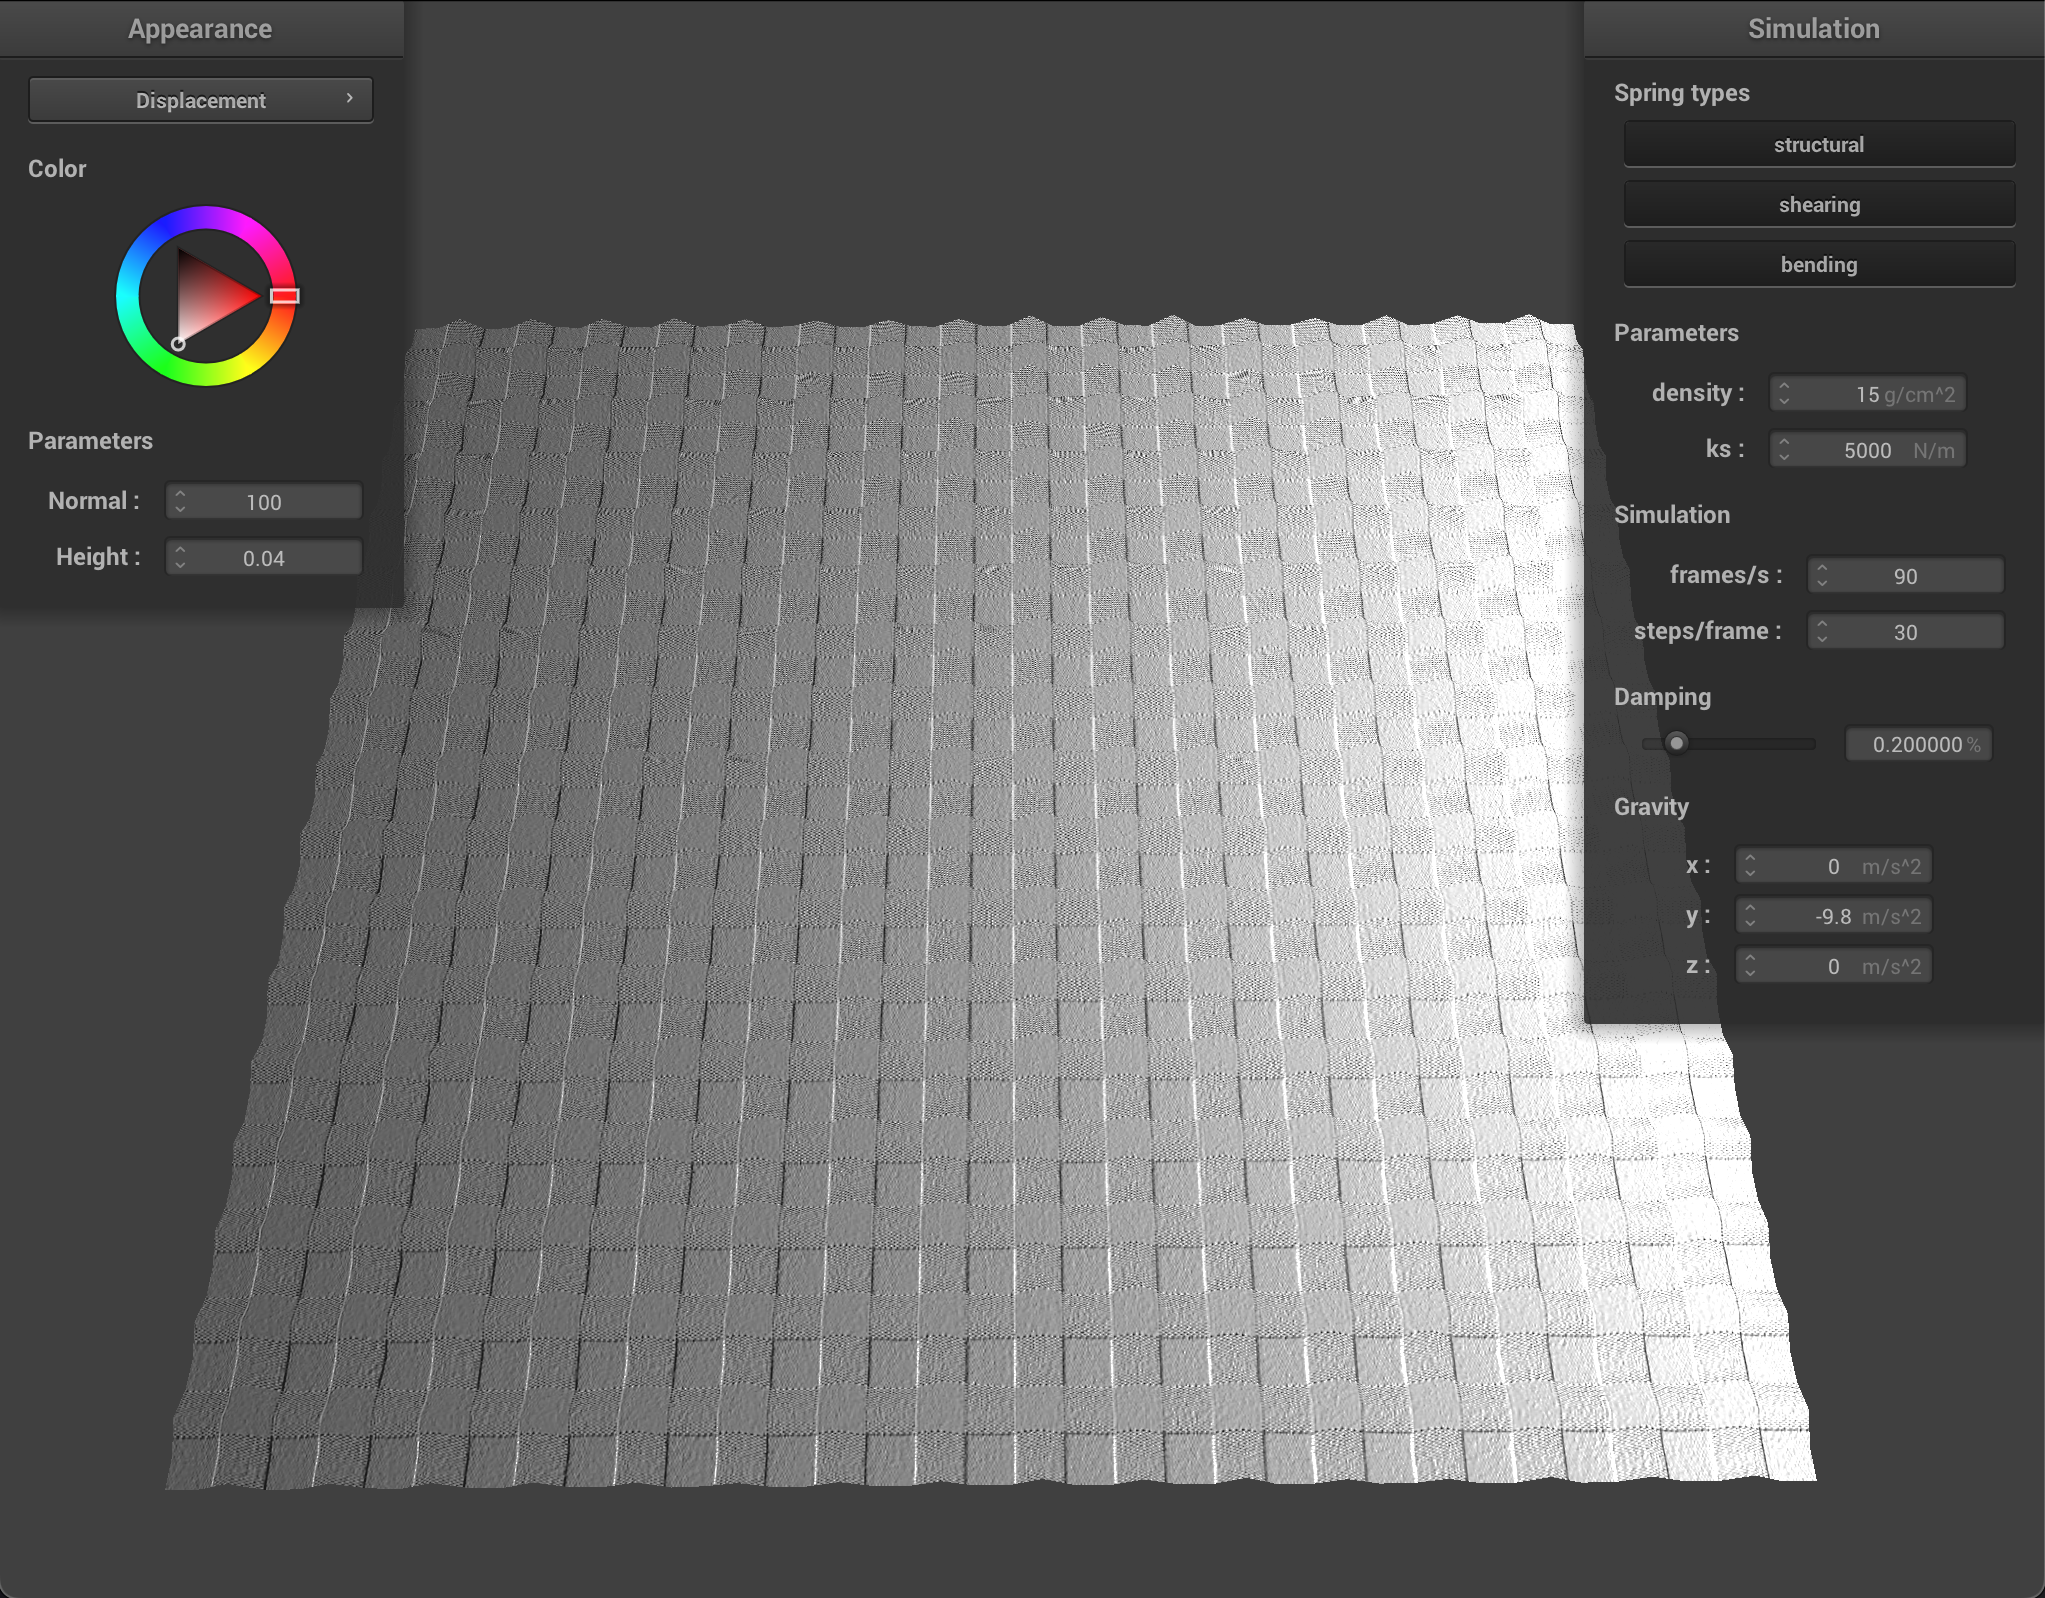 Appearance
Displacement
Color
Parameters
Normal : 100
Height : 0.04
Simulation
Spring types
structural
shearing
bending
Parameters
density : 15 g/cm^2
ks : 5000 N/m
Simulation
frames/s : 90
steps/frame : 30
Damping
0.200000 %
Gravity
x : 0 m/s^2
y : -9.8 m/s^2
z : 0 m/s^2